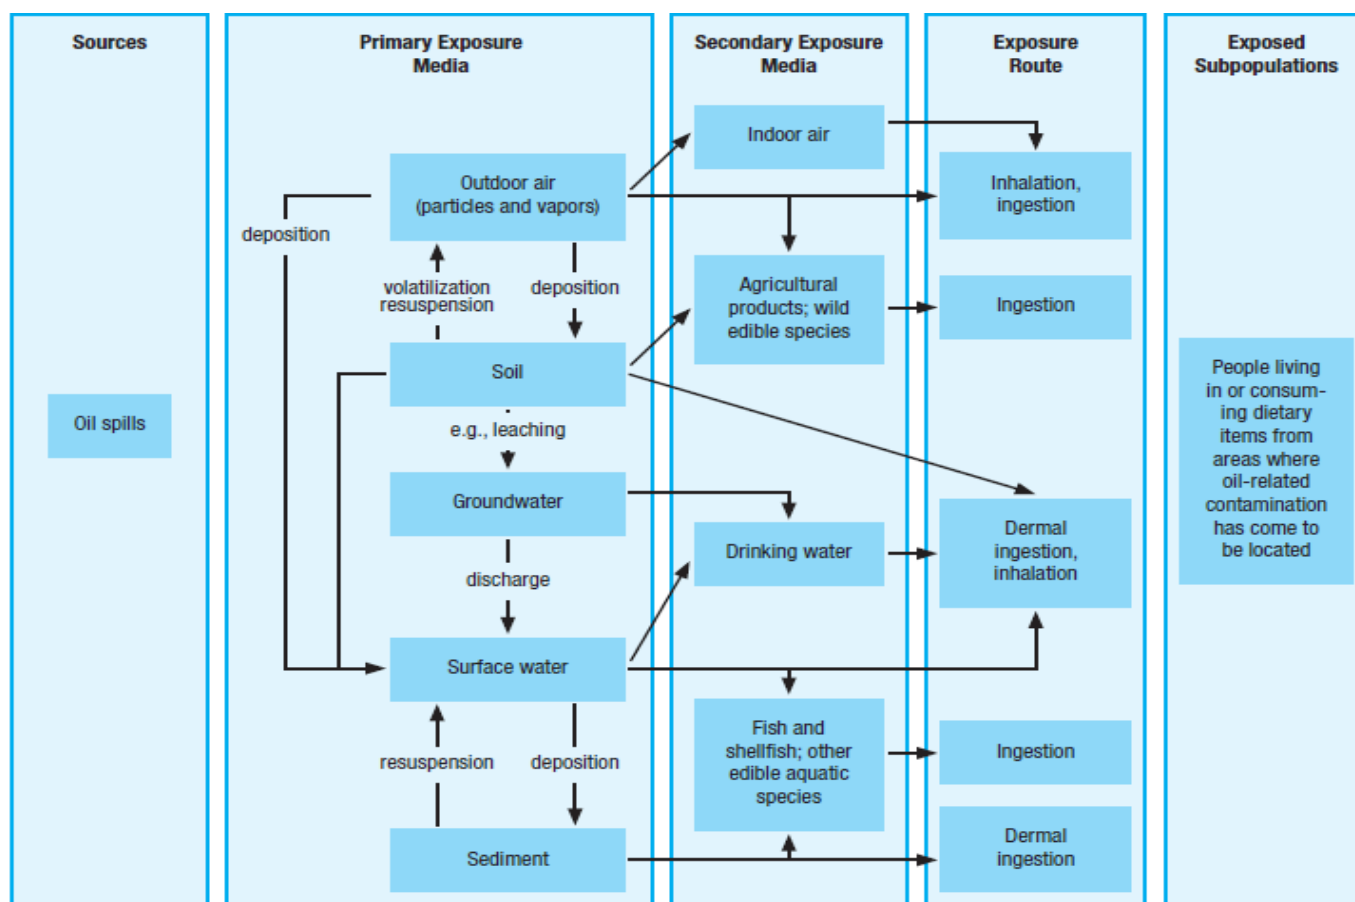 Sources
Primary Exposure
Media
Secondary Exposure
Media
Exposure
Route
Exposed
Subpopulations
Oil spills
Outdoor air
(particles and vapors)
deposition
volatilization
resuspension
deposition
Soil
e.g., leaching
Groundwater
discharge
Surface water
resuspension
deposition
Sediment
Indoor air
Agricultural
products; wild
edible species
Drinking water
Fish and
shellfish; other
edible aquatic
species
Inhalation,
ingestion
Ingestion
Dermal
ingestion,
inhalation
Ingestion
Dermal
ingestion
People living
in or consum-
ing dietary
items from
areas where
oil-related
contamination
has come to
be located